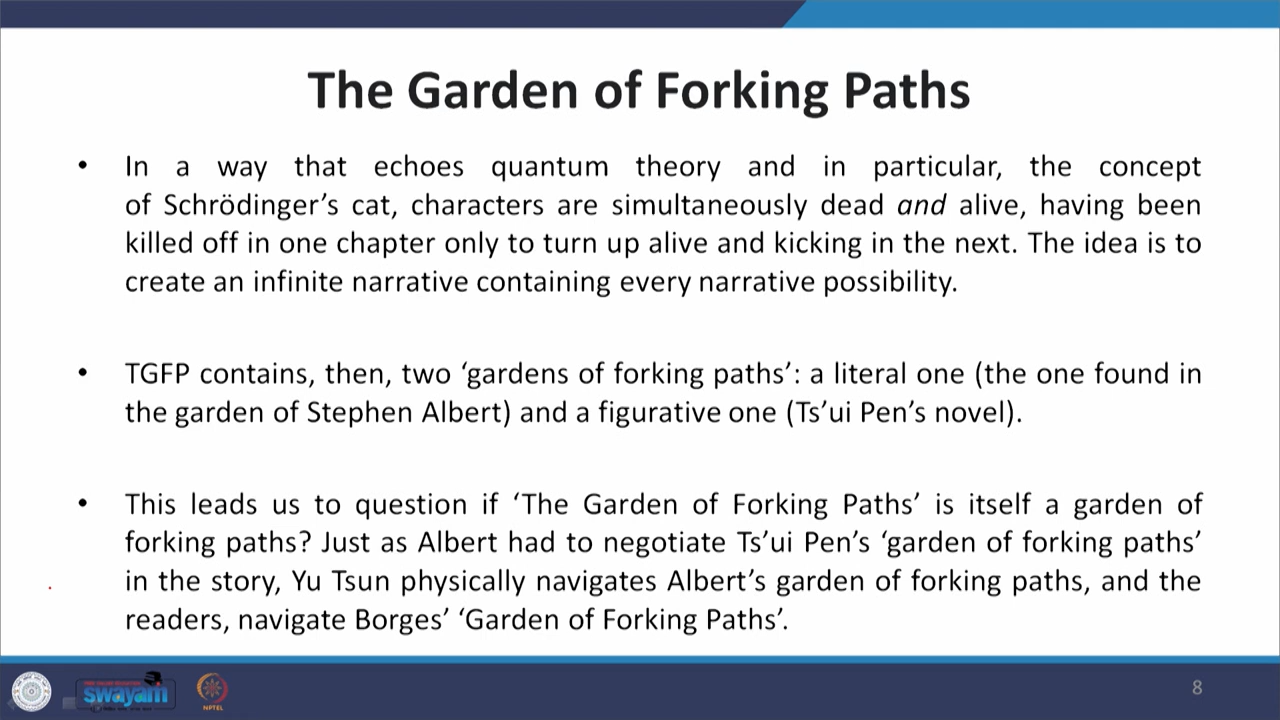 The Garden of Forking Paths
• In a way that echoes quantum theory and in particular, the concept
of Schrödinger’s cat, characters are simultaneously dead and alive, having been
killed off in one chapter only to turn up alive and kicking in the next. The idea is to
create an infinite narrative containing every narrative possibility.
• TGFP contains, then, two ‘gardens of forking paths’: a literal one (the one found in
the garden of Stephen Albert) and a figurative one (Ts’ui Pen’s novel).
• This leads us to question if ‘The Garden of Forking Paths’ is itself a garden of
forking paths? Just as Albert had to negotiate Ts’ui Pen’s ‘garden of forking paths’
in the story, Yu Tsun physically navigates Albert’s garden of forking paths, and the
readers, navigate Borges’ ‘Garden of Forking Paths’.
swayam
NPTEL
8